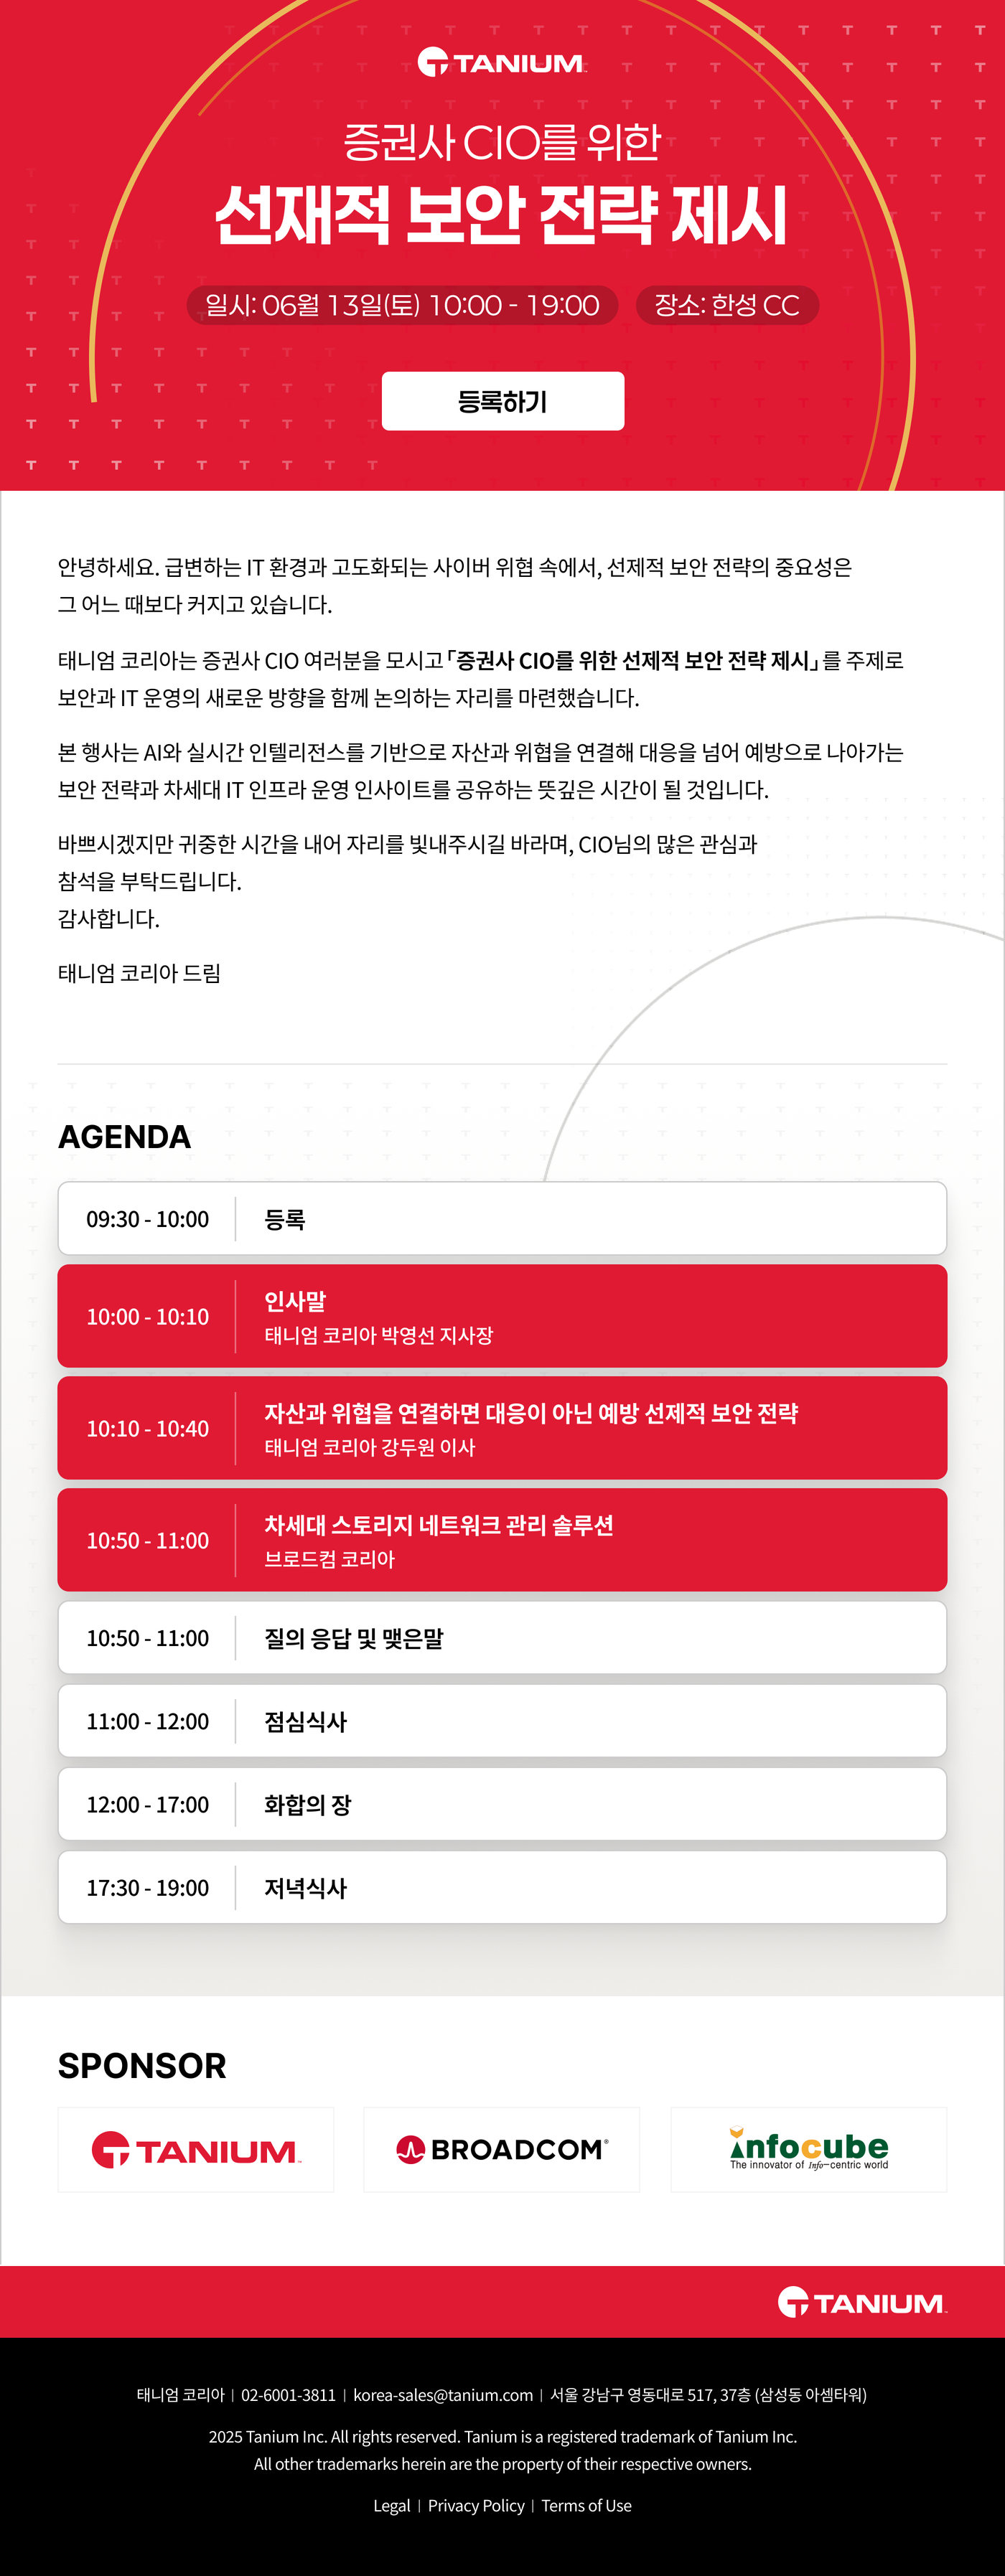 TANIUM
증권사 CIO를 위한
선재적 보안 전략 제시
일시: 06월 13일(토) 10:00 - 19:00
장소: 한성 CC
등록하기
안녕하세요. 급변하는 IT 환경과 고도화되는 사이버 위협 속에서, 선제적 보안 전략의 중요성은
그 어느 때보다 커지고 있습니다.
태니엄 코리아는 증권사 CIO 여러분을 모시고 「증권사 CIO를 위한 선제적 보안 전략 제시」를 주제로
보안과 IT 운영의 새로운 방향을 함께 논의하는 자리를 마련했습니다.
본 행사는 AI와 실시간 인텔리전스를 기반으로 자산과 위협을 연결해 대응을 넘어 예방으로 나아가는
보안 전략과 차세대 IT 인프라 운영 인사이트를 공유하는 뜻깊은 시간이 될 것입니다.
바쁘시겠지만 귀중한 시간을 내어 자리를 빛내주시길 바라며, CIO님의 많은 관심과
참석을 부탁드립니다.
감사합니다.
태니엄 코리아 드림
AGENDA
09:30 - 10:00 등록
10:00 - 10:10 인사말
태니엄 코리아 박영선 지사장
10:10 - 10:40 자산과 위협을 연결하면 대응이 아닌 예방 선제적 보안 전략
태니엄 코리아 강두원 이사
10:50 - 11:00 차세대 스토리지 네트워크 관리 솔루션
브로드컴 코리아
10:50 - 11:00 질의 응답 및 맺은말
11:00 - 12:00 점심식사
12:00 - 17:00 화합의 장
17:30 - 19:00 저녁식사
SPONSOR
TANIUM
BROADCOM®
infocube
The innovator of Info-centric world
TANIUM
태니엄 코리아 | 02-6001-3811 | korea-sales@tanium.com | 서울 강남구 영동대로 517, 37층 (삼성동 아셈타워)
2025 Tanium Inc. All rights reserved. Tanium is a registered trademark of Tanium Inc.
All other trademarks herein are the property of their respective owners.
Legal | Privacy Policy | Terms of Use